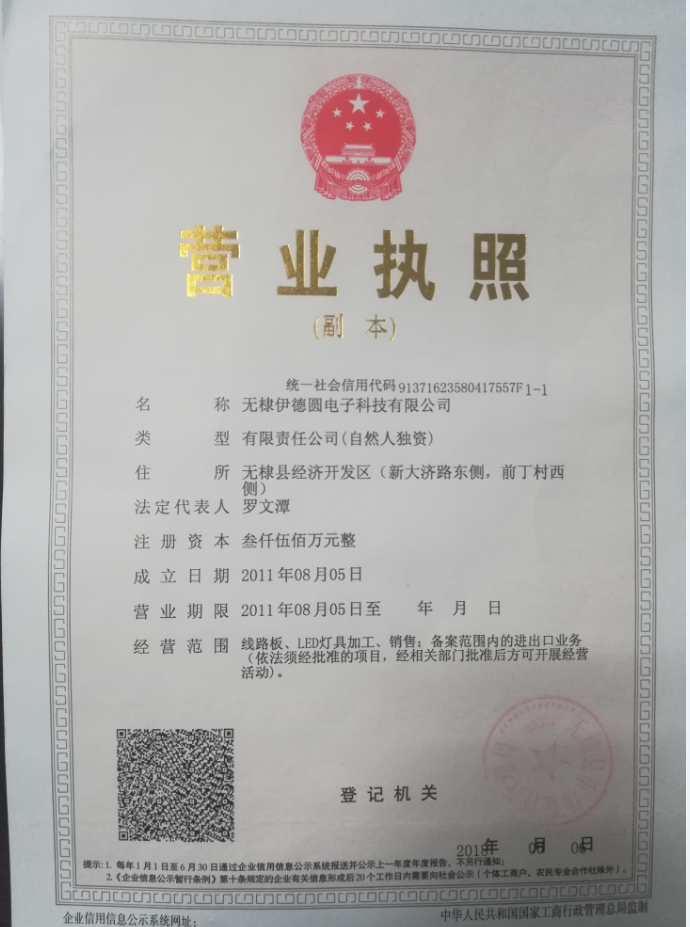 营业执照
(副 本)
统一社会信用代码 91371623580417557F 1-1
名 称 无棣伊德圆电子科技有限公司
类 型 有限责任公司(自然人独资)
住 所 无棣县经济开发区（新大济路东侧，前丁村西
侧）
法定代表人 罗文潭
注册资本 叁仟伍佰万元整
成立日期 2011年08月05日
营业期限 2011年08月05日至 年 月 日
经营范围 线路板、LED灯具加工、销售；备案范围内的进出口业务
（依法须经批准的项目，经相关部门批准后方可开展经营
活动）。
登记机关
2018年 月 日
提示：1. 每年1月1日至6月30日通过企业信用信息公示系统报送并公示上一年度年度报告，不另行通知；
2.《企业信息公示暂行条例》第十条规定的企业有关信息形成后20个工作日内需要向社会公示（个体工商户、农民专业合作社除外）。
企业信用信息公示系统网址：
中华人民共和国国家工商行政管理总局监制